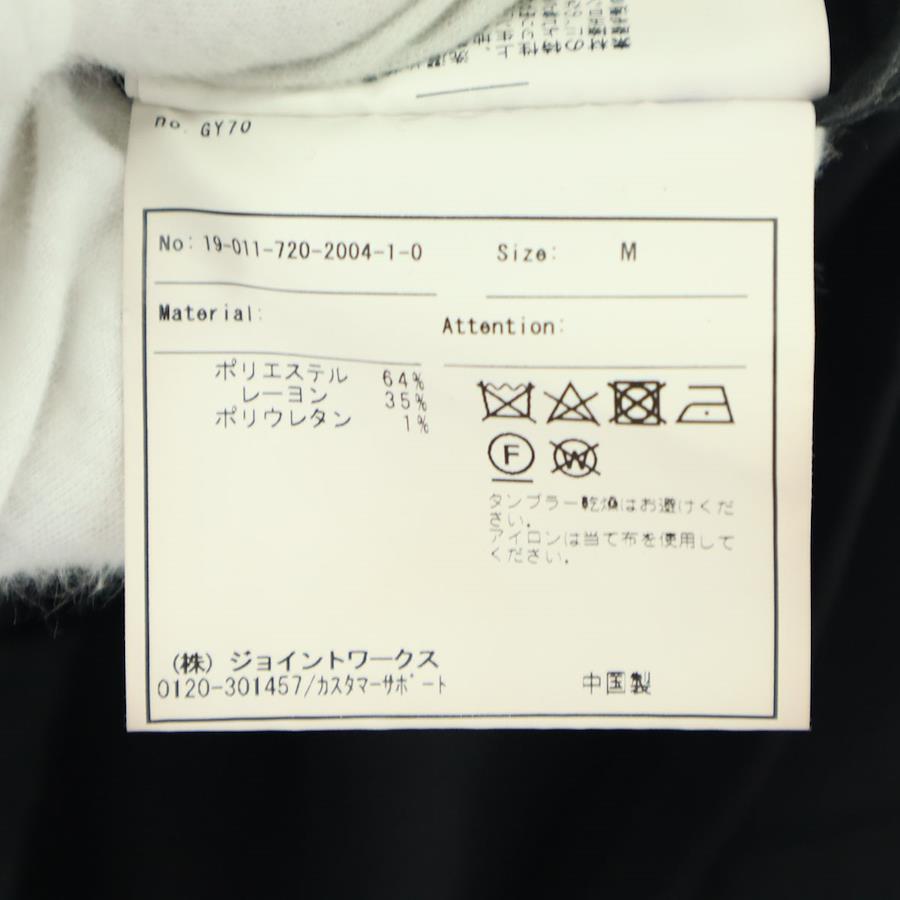 no. GY70
No: 19-011-720-2004-1-0
Size: M
Material:
Attention:
ポリエステル 64%
レーヨン 35%
ポリウレタン 1%
F
W
タンブラー乾燥はお避けくだ
さい.
アイロンは当て布を使用して
ください.
(株) ジョイントワークス
0120-301457/カスタマーサポート
中国製